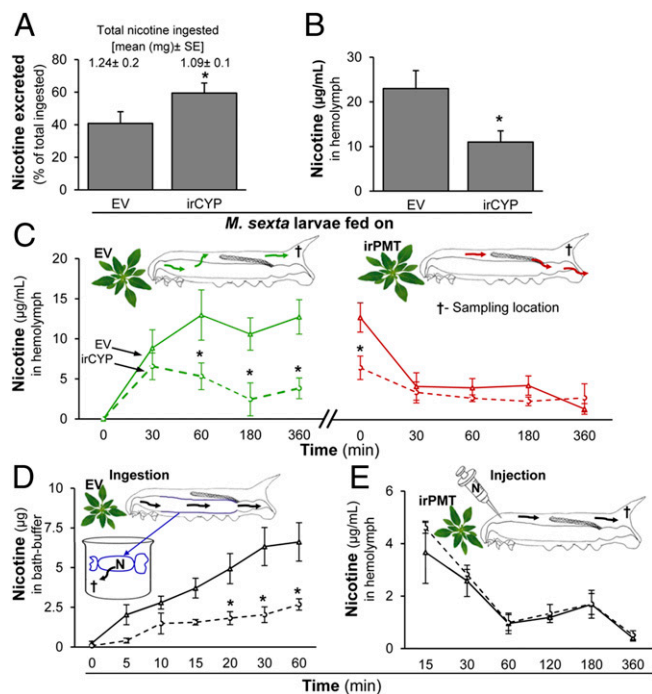 A
Total nicotine ingested
[mean (mg)± SE]
1.24± 0.2 1.09± 0.1
Nicotine excreted
(% of total ingested)
100
80
60
40
20
0
*
EV irCYP
B
Nicotine (µg/mL)
in hemolymph
30
20
10
0
*
EV irCYP
M. sexta larvae fed on
C
EV
†
Nicotine (µg/mL)
in hemolymph
20
15
10
5
0
EV
irCYP
* * *
0 30 60 180 360
irPMT
†
†- Sampling location
*
0 30 60 180 360
Time (min)
D
Ingestion
EV
N
†
Nicotine (µg)
in bath-buffer
10
7.5
5
2.5
0
* * *
0 5 10 15 20 30 60
E
Injection
N
irPMT
†
Nicotine (µg/mL)
in hemolymph
6
4
2
0
15 30 60 120 180 360
Time (min)